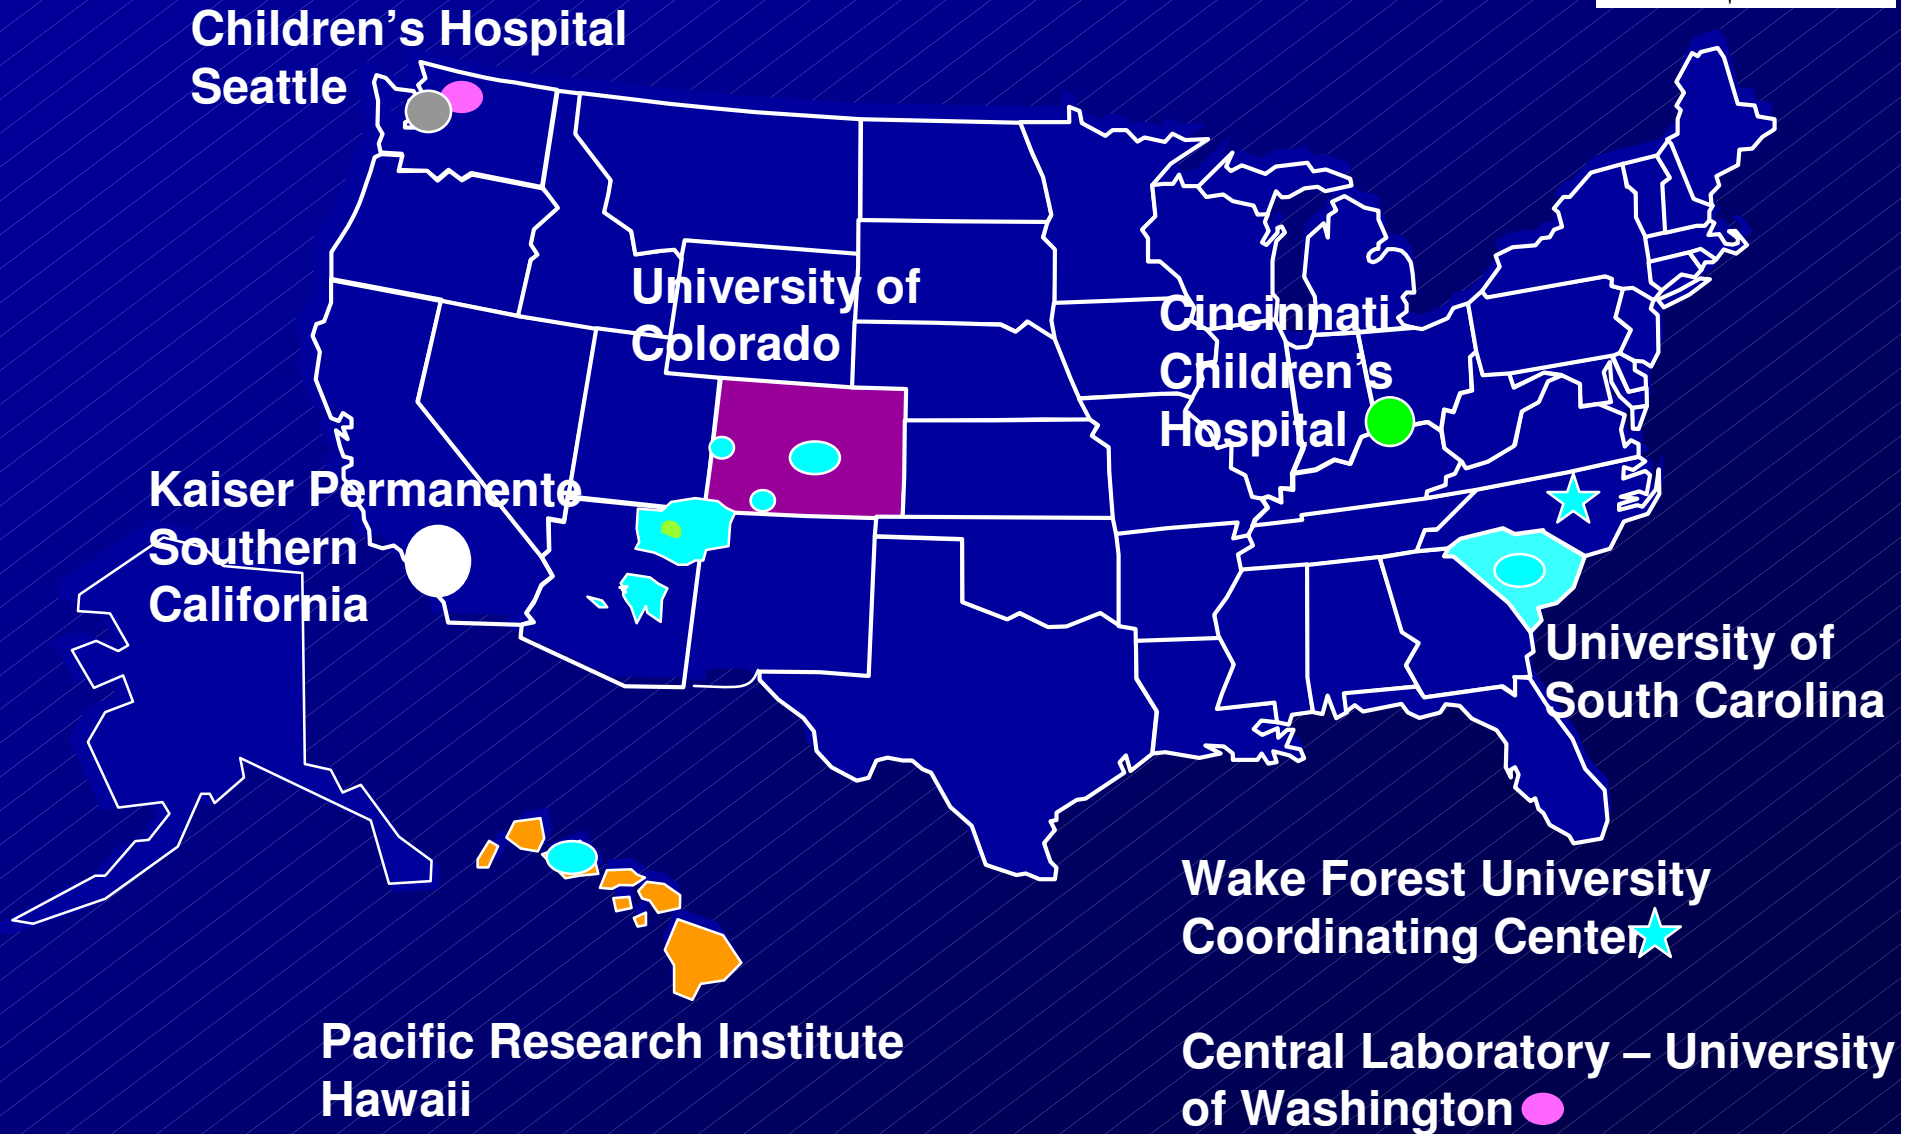 Children’s Hospital
Seattle
University of
Colorado
Cincinnati
Children’s
Hospital
Kaiser Permanente
Southern
California
University of
South Carolina
Wake Forest University
Coordinating Center
Pacific Research Institute
Hawaii
Central Laboratory – University
of Washington